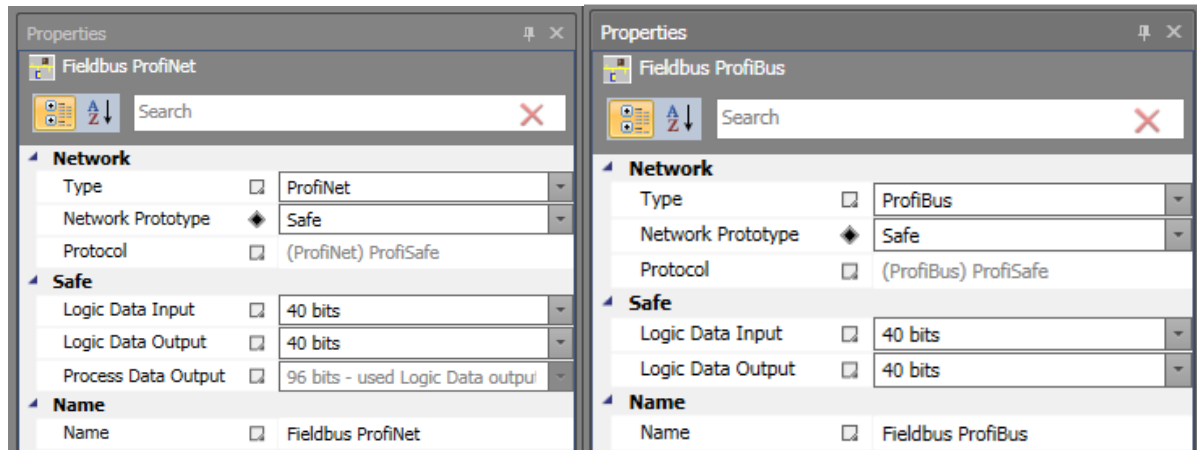 Properties
Fieldbus ProfiNet
Search
Network
Type ProfiNet
Network Prototype Safe
Protocol (ProfiNet) ProfiSafe
Safe
Logic Data Input 40 bits
Logic Data Output 40 bits
Process Data Output 96 bits - used Logic Data output
Name
Name Fieldbus ProfiNet
Properties
Fieldbus ProfiBus
Search
Network
Type ProfiBus
Network Prototype Safe
Protocol (ProfiBus) ProfiSafe
Safe
Logic Data Input 40 bits
Logic Data Output 40 bits
Name
Name Fieldbus ProfiBus